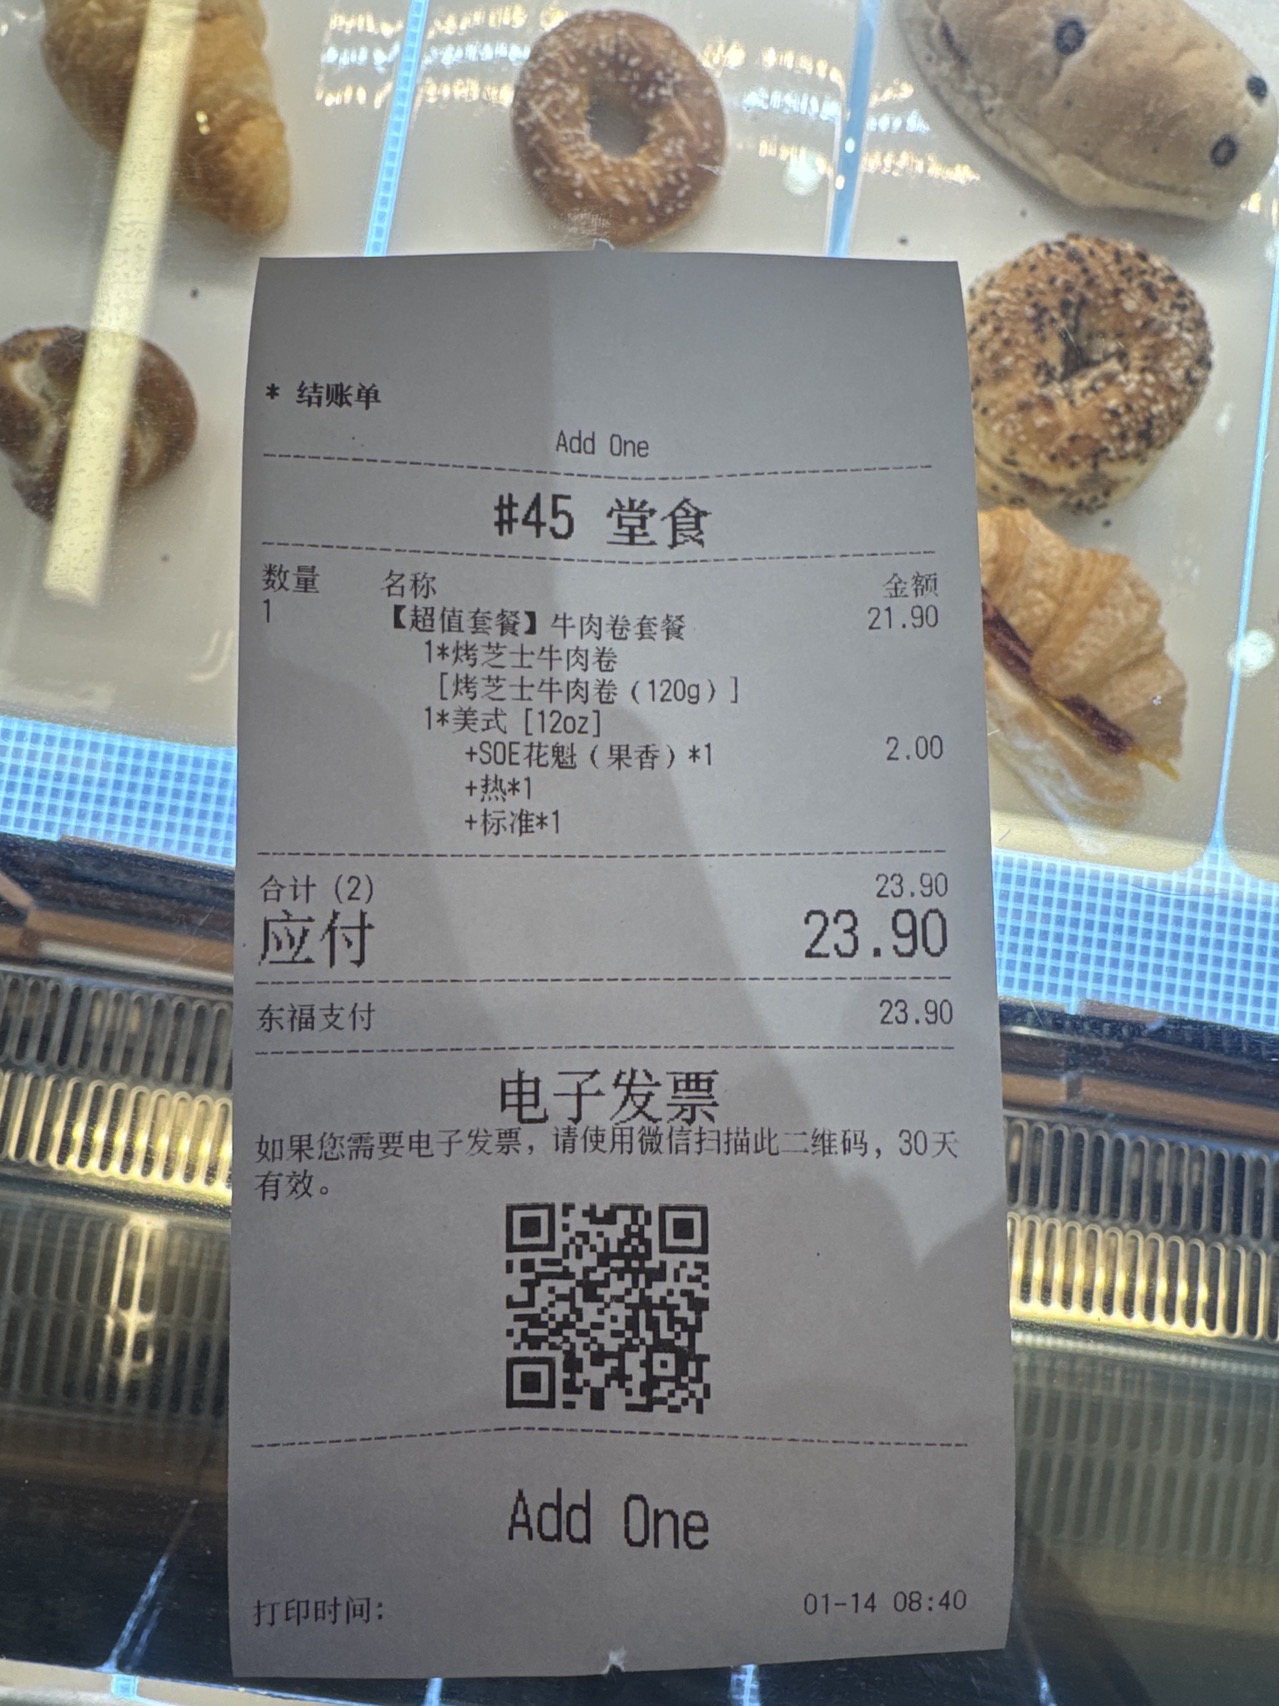 * 结账单
Add One
#45 堂食
数量 名称 金额
1 【超值套餐】牛肉卷套餐 21.90
1*烤芝士牛肉卷
[烤芝士牛肉卷（120g）]
1*美式 [12oz]
+SOE花魁（果香）*1 2.00
+热*1
+标准*1
合计 (2) 23.90
应付 23.90
东福支付 23.90
电子发票
如果您需要电子发票，请使用微信扫描此二维码，30天
有效。
Add One
打印时间: 01-14 08:40